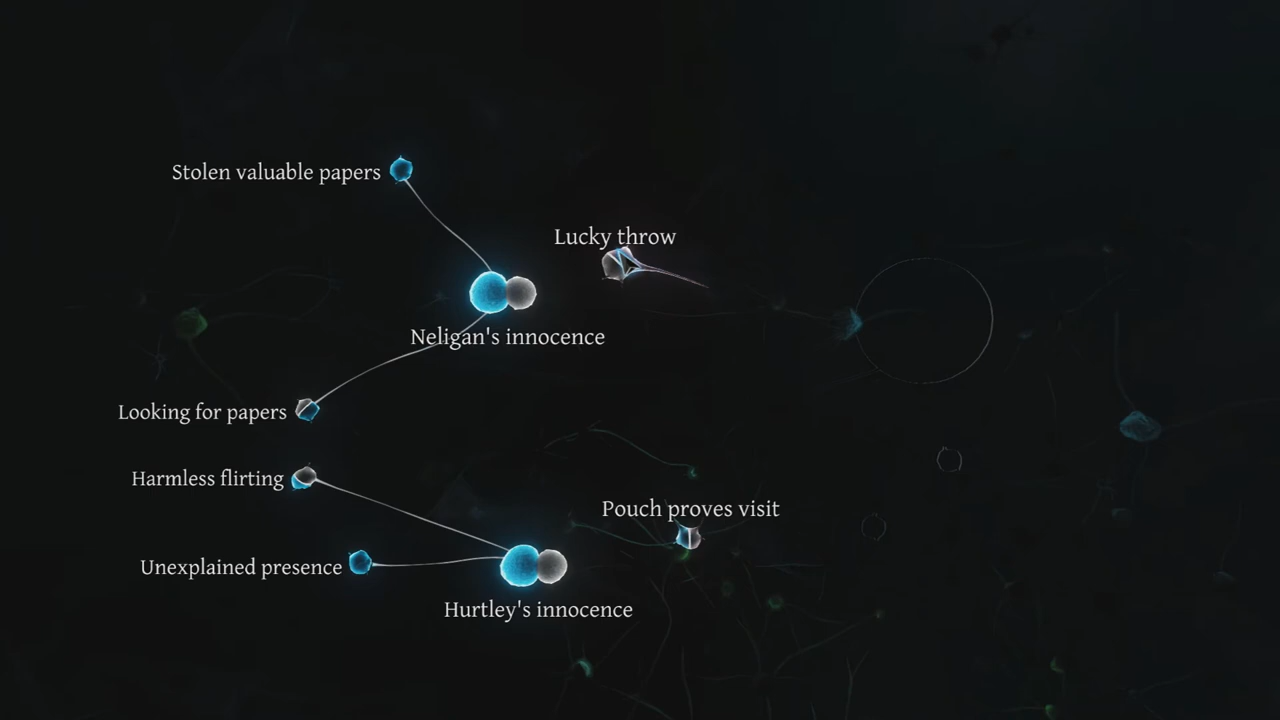 Stolen valuable papers
Lucky throw
Neligan's innocence
Looking for papers
Harmless flirting
Pouch proves visit
Unexplained presence
Hurtley's innocence